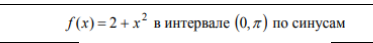 f(x) = 2 + x² в интервале (0, π) по синусам